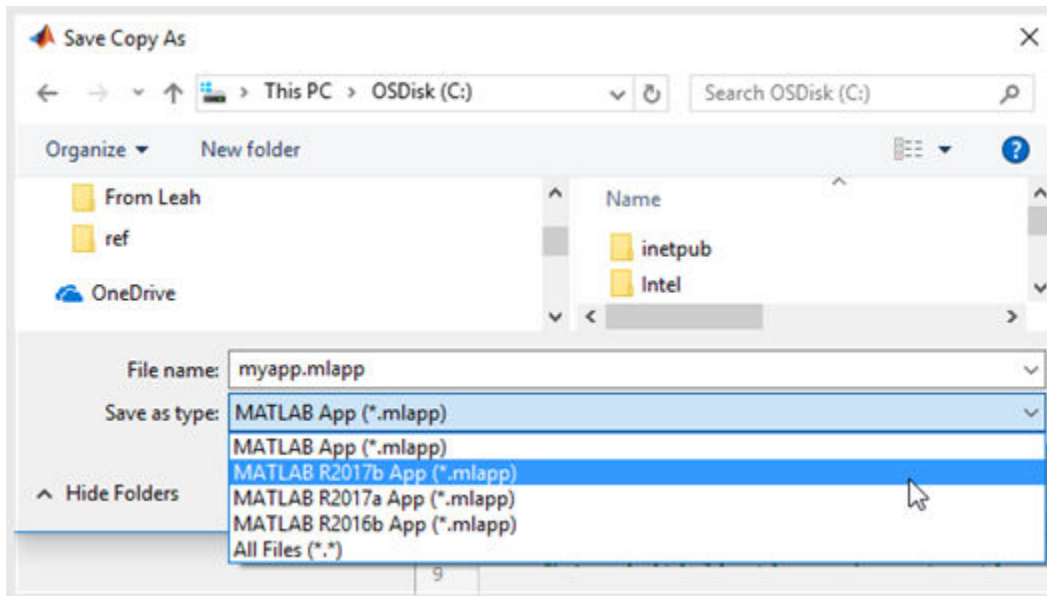 Save Copy As
This PC > OSDisk (C:)
Search OSDisk (C:)
Organize
New folder
From Leah
ref
OneDrive
Name
inetpub
Intel
File name: myapp.mlapp
Save as type: MATLAB App (*.mlapp)
MATLAB App (*.mlapp)
MATLAB R2017b App (*.mlapp)
MATLAB R2017a App (*.mlapp)
MATLAB R2016b App (*.mlapp)
All Files (*.*)
Hide Folders
9